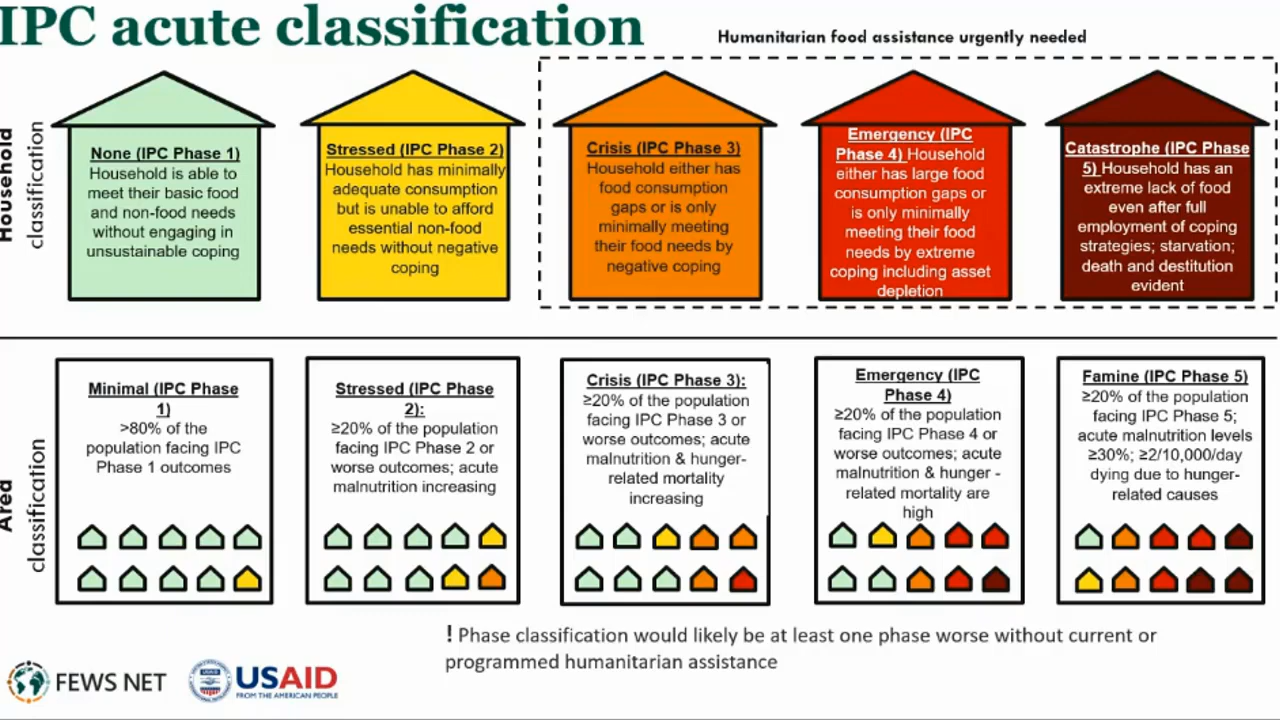 IPC acute classification
Humanitarian food assistance urgently needed
Household
classification
None (IPC Phase 1)
Household is able to
meet their basic food
and non-food needs
without engaging in
unsustainable coping
Stressed (IPC Phase 2)
Household has minimally
adequate consumption
but is unable to afford
essential non-food
needs without negative
coping
Crisis (IPC Phase 3)
Household either has
food consumption
gaps or is only
minimally meeting
their food needs by
negative coping
Emergency (IPC
Phase 4) Household
either has large food
consumption gaps or
is only minimally
meeting their food
needs by extreme
coping including asset
depletion
Catastrophe (IPC Phase
5) Household has an
extreme lack of food
even after full
employment of coping
strategies; starvation;
death and destitution
evident
Area
classification
Minimal (IPC Phase
1)
>80% of the
population facing IPC
Phase 1 outcomes
Stressed (IPC Phase
2):
≥20% of the population
facing IPC Phase 2 or
worse outcomes; acute
malnutrition increasing
Crisis (IPC Phase 3):
≥20% of the population
facing IPC Phase 3 or
worse outcomes; acute
malnutrition & hunger-
related mortality
increasing
Emergency (IPC
Phase 4)
≥20% of the population
facing IPC Phase 4 or
worse outcomes; acute
malnutrition & hunger -
related mortality are
high
Famine (IPC Phase 5)
≥20% of the population
facing IPC Phase 5;
acute malnutrition levels
≥30%; ≥2/10,000/day
dying due to hunger-
related causes
! Phase classification would likely be at least one phase worse without current or
programmed humanitarian assistance
FEWS NET
USAID
FROM THE AMERICAN PEOPLE